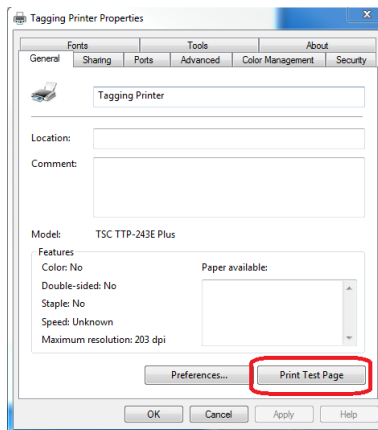 Tagging Printer Properties
Fonts Tools About
General Sharing Ports Advanced Color Management Security
Tagging Printer
Location:
Comment:
Model: TSC TTP-243E Plus
Features
Color: No Paper available:
Double-sided: No
Staple: No
Speed: Unknown
Maximum resolution: 203 dpi
Preferences... Print Test Page
OK Cancel Apply Help